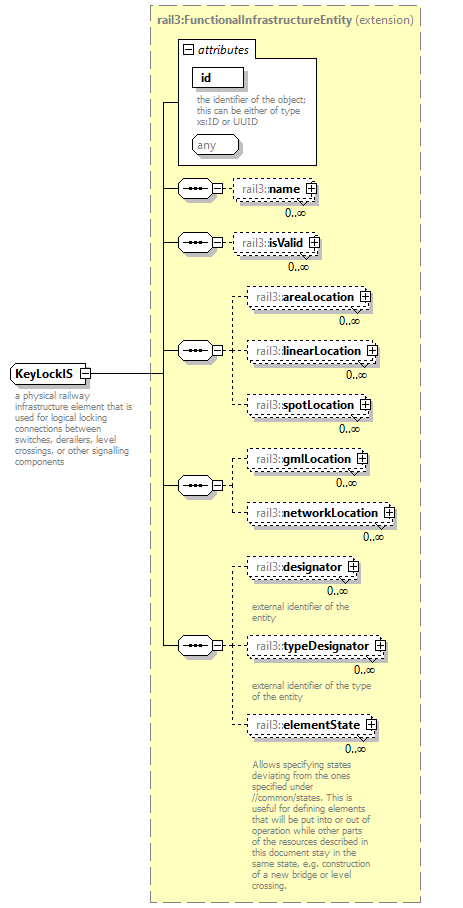 rail3:FunctionalInfrastructureEntity (extension)
attributes
id
the identifier of the object;
this can be either of type
xs:ID or UUID
any
rail3::name
0..∞
rail3::isValid
0..∞
rail3::areaLocation
0..∞
rail3::linearLocation
0..∞
KeyLockIS
a physical railway
infrastructure element that is
used for logical locking
connections between
switches, derailers, level
crossings, or other signalling
components
rail3::spotLocation
0..∞
rail3::gmlLocation
0..∞
rail3::networkLocation
0..∞
rail3::designator
0..∞
external identifier of the
entity
rail3::typeDesignator
0..∞
external identifier of the type
of the entity
rail3::elementState
0..∞
Allows specifying states
deviating from the ones
specified under
//common/states. This is
useful for defining elements
that will be put into or out of
operation while other parts
of the resources described in
this document stay in the
same state, e.g. construction
of a new bridge or level
crossing.